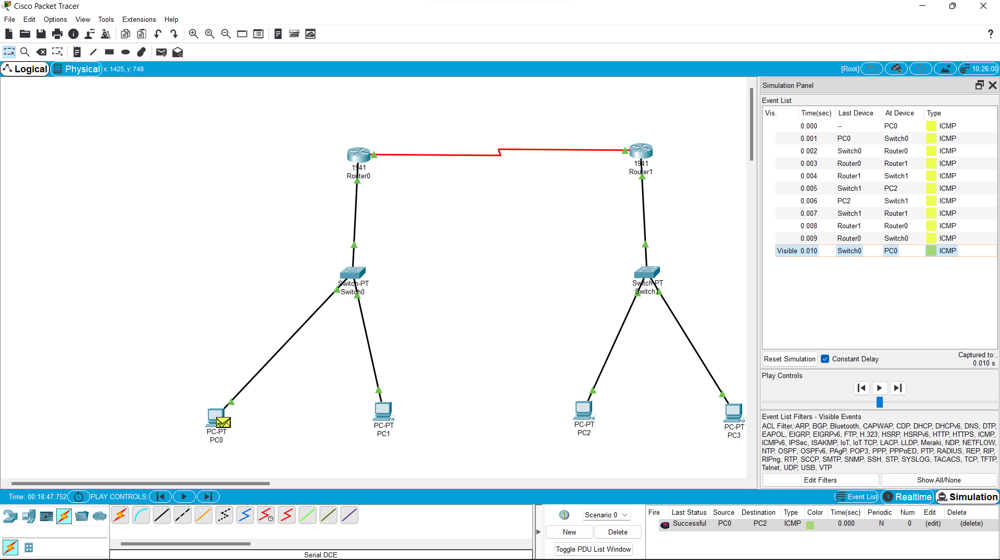 Cisco Packet Tracer
File Edit Options View Tools Extensions Help
?
Logical Physical x: 1425, y: 748 [Root] 10:26:00
1941
Router0
1941
Router1
Switch-PT
Switch0
Switch-PT
Switch1
PC-PT
PC0
PC-PT
PC1
PC-PT
PC2
PC-PT
PC3
Simulation Panel
Event List
Vis. Time(sec) Last Device At Device Type
0.000 -- PC0 ICMP
0.001 PC0 Switch0 ICMP
0.002 Switch0 Router0 ICMP
0.003 Router0 Router1 ICMP
0.004 Router1 Switch1 ICMP
0.005 Switch1 PC2 ICMP
0.006 PC2 Switch1 ICMP
0.007 Switch1 Router1 ICMP
0.008 Router1 Router0 ICMP
0.009 Router0 Switch0 ICMP
Visible 0.010 Switch0 PC0 ICMP
Reset Simulation Constant Delay Captured to:
0.010 s
Play Controls
Event List Filters - Visible Events
ACL Filter, ARP, BGP, Bluetooth, CAPWAP, CDP, DHCP, DHCPv6, DNS, DTP,
EAPOL, EIGRP, EIGRPv6, FTP, H.323, HSRP, HSRPv6, HTTP, HTTPS, ICMP,
ICMPv6, IPSec, ISAKMP, IoT, IoT TCP, LACP, LLDP, Meraki, NDP, NETFLOW,
NTP, OSPF, OSPFv6, PAgP, POP3, PPP, PPPoED, PTP, RADIUS, REP, RIP,
RIPng, RTP, SCCP, SMTP, SNMP, SSH, STP, SYSLOG, TACACS, TCP, TFTP,
Telnet, UDP, USB, VTP
Edit Filters Show All/None
Time: 00:18:47.752 PLAY CONTROLS: Event List Realtime Simulation
Serial DCE
Scenario 0
New Delete
Toggle PDU List Window
Fire Last Status Source Destination Type Color Time(sec) Periodic Num Edit Delete
Successful PC0 PC2 ICMP 0.000 N 0 (edit) (delete)